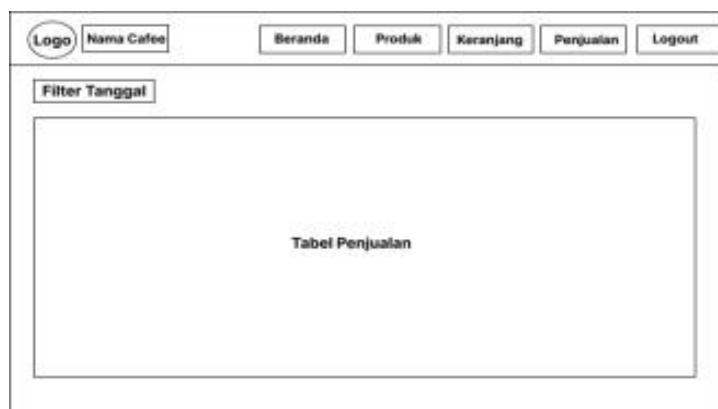 Logo Nama Cafee Beranda Produk Keranjang Penjualan Logout
Filter Tanggal
Tabel Penjualan